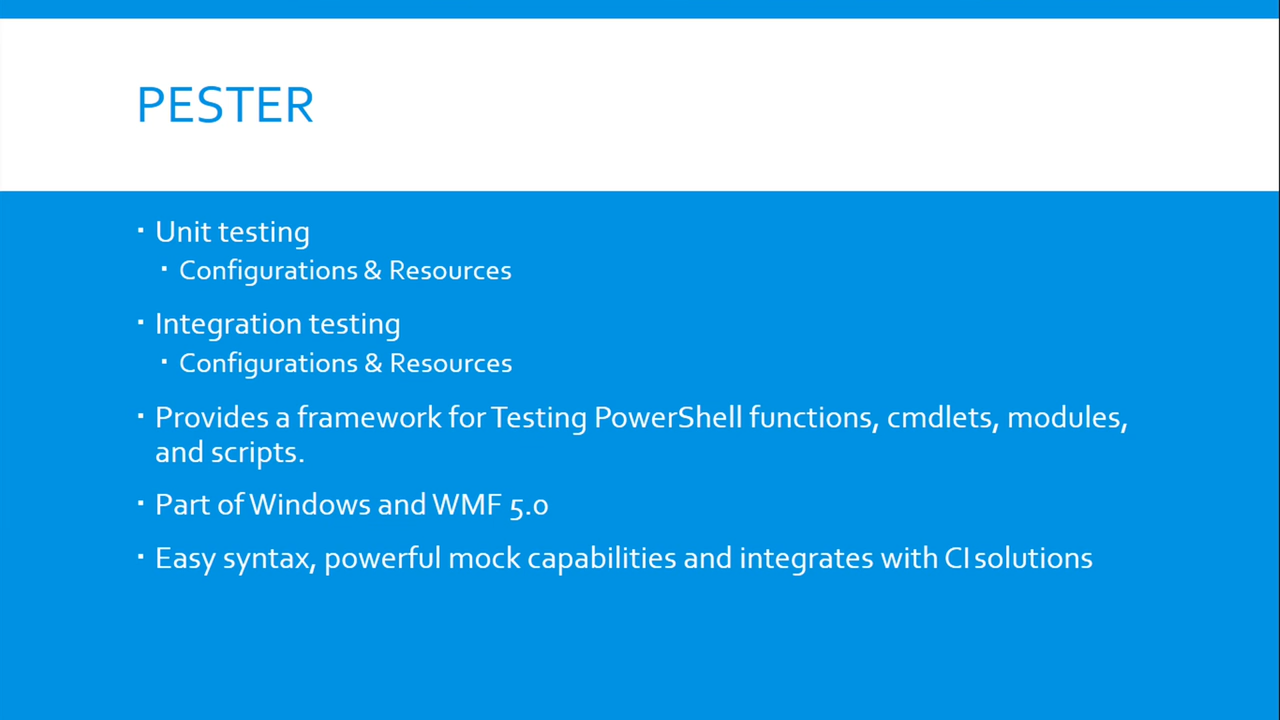 PESTER
▪ Unit testing
▪ Configurations & Resources
▪ Integration testing
▪ Configurations & Resources
▪ Provides a framework for Testing PowerShell functions, cmdlets, modules,
and scripts.
▪ Part of Windows and WMF 5.0
▪ Easy syntax, powerful mock capabilities and integrates with CI solutions